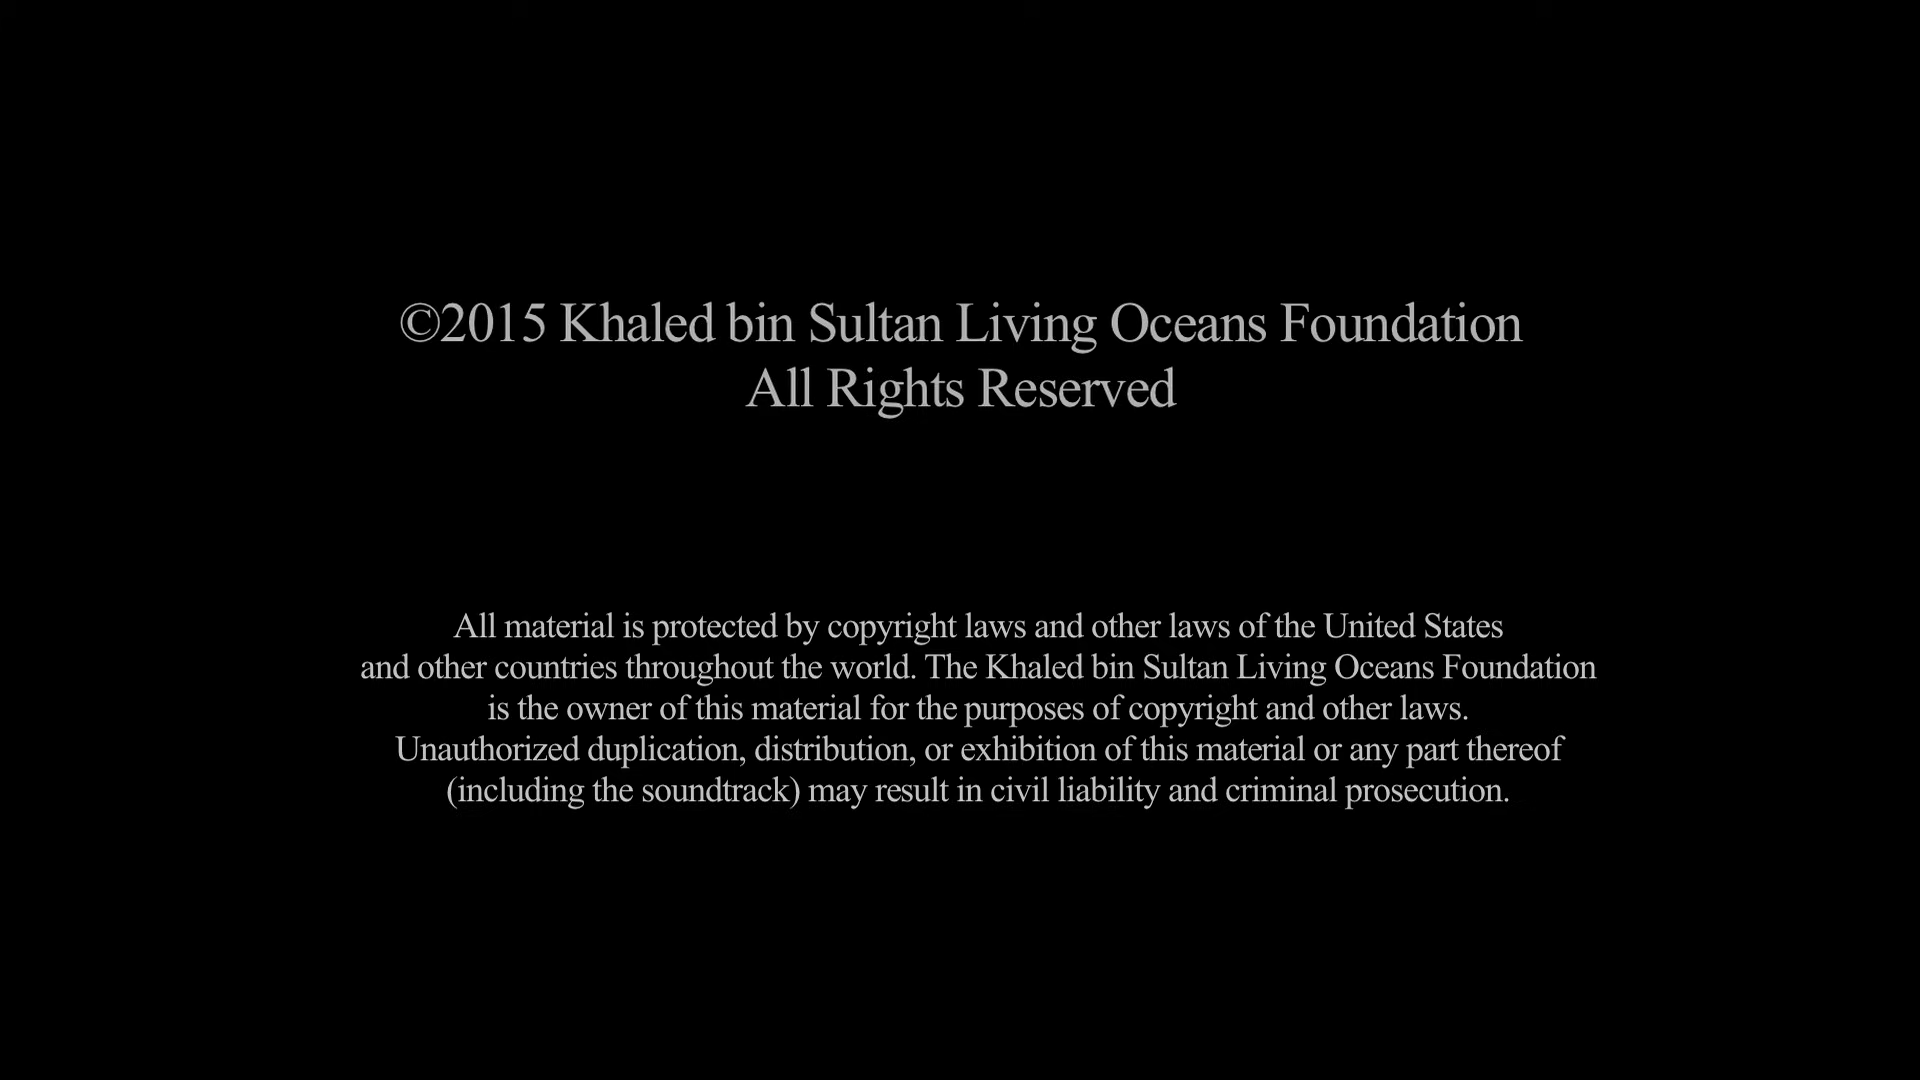 ©2015 Khaled bin Sultan Living Oceans Foundation
All Rights Reserved
All material is protected by copyright laws and other laws of the United States
and other countries throughout the world. The Khaled bin Sultan Living Oceans Foundation
is the owner of this material for the purposes of copyright and other laws.
Unauthorized duplication, distribution, or exhibition of this material or any part thereof
(including the soundtrack) may result in civil liability and criminal prosecution.